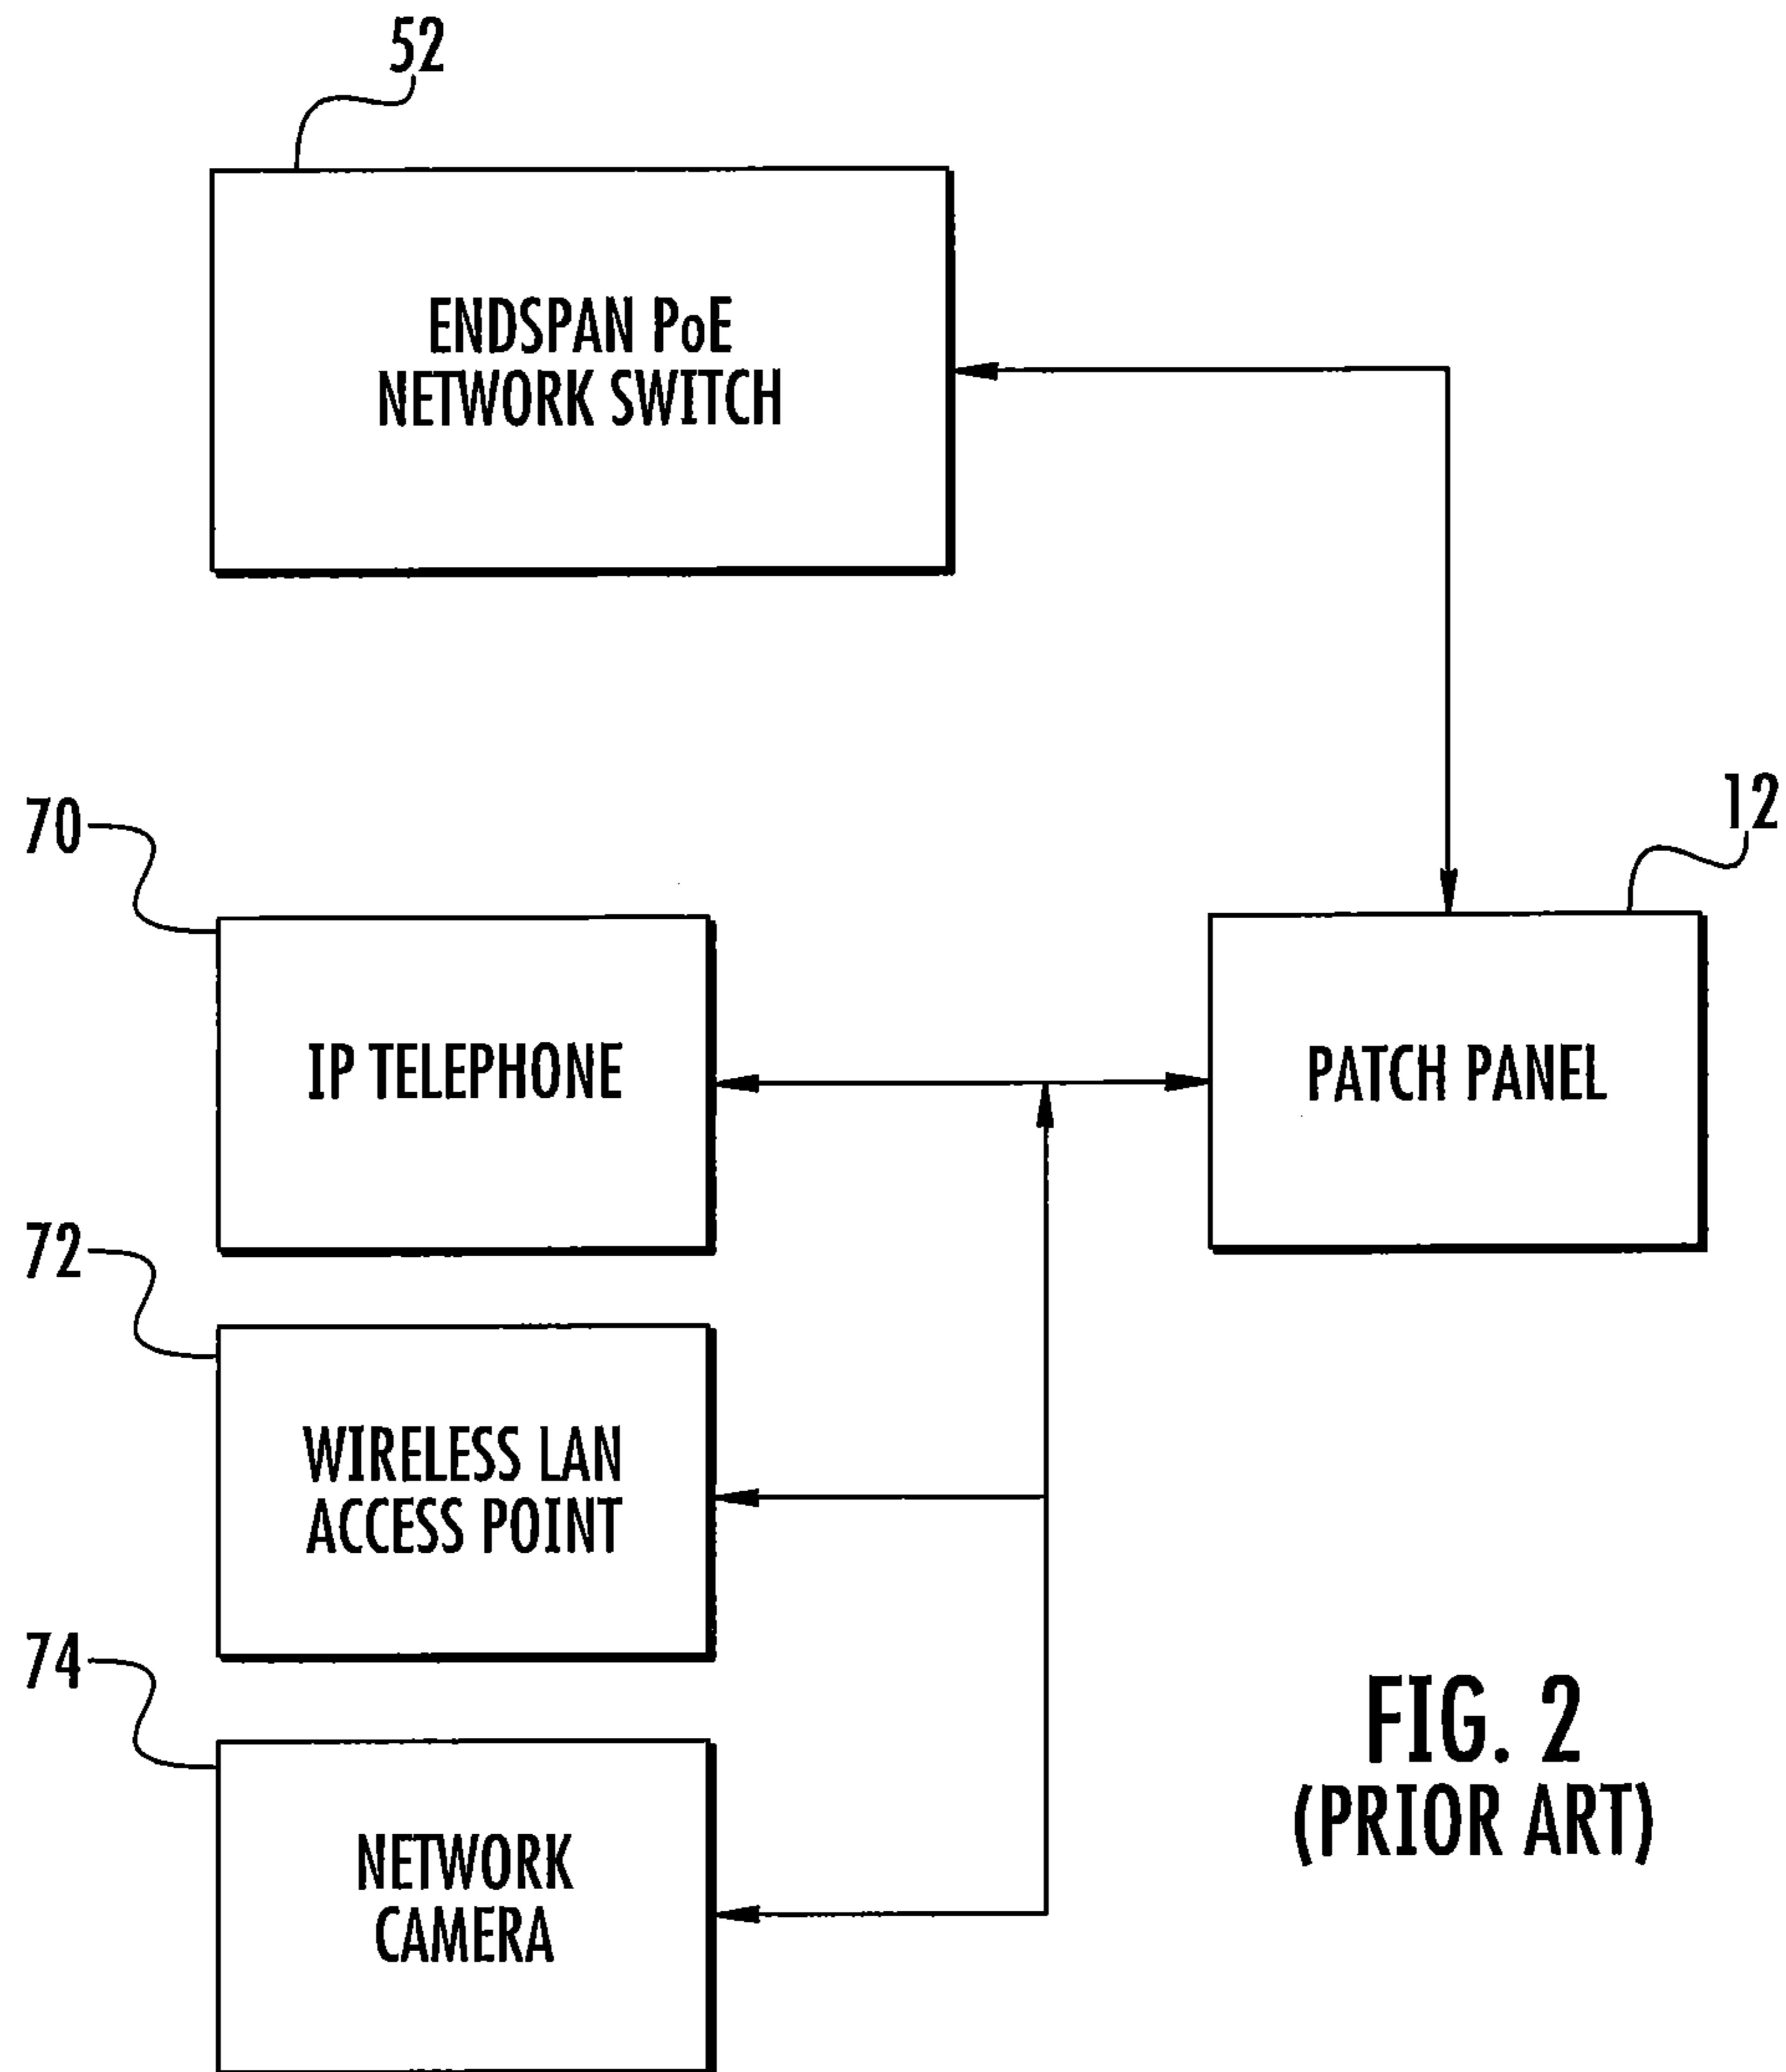 52
ENDSPAN PoE
NETWORK SWITCH
70
12
IP TELEPHONE
PATCH PANEL
72
WIRELESS LAN
ACCESS POINT
74
NETWORK
CAMERA
FIG. 2
(PRIOR ART)